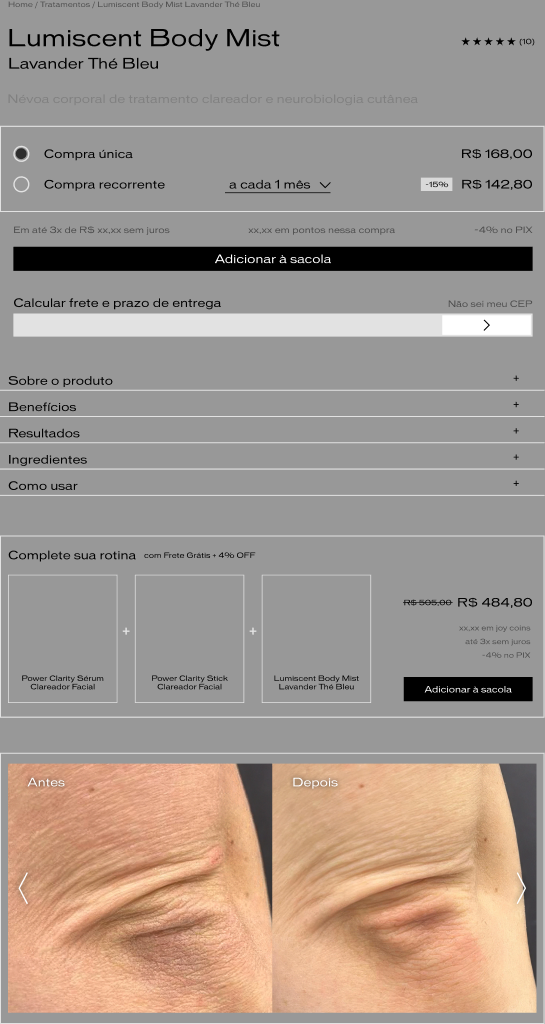 Home / Tratamentos / Lumiscent Body Mist Lavander Thé Bleu
Lumiscent Body Mist
★★★★★ (10)
Lavander Thé Bleu
Névoa corporal de tratamento clareador e neurobiologia cutânea
Compra única R$ 168,00
Compra recorrente a cada 1 mês -15% R$ 142,80
Em até 3x de R$ xx,xx sem juros xx,xx em pontos nessa compra -4% no PIX
Adicionar à sacola
Calcular frete e prazo de entrega Não sei meu CEP
Sobre o produto +
Benefícios +
Resultados +
Ingredientes +
Como usar +
Complete sua rotina com Frete Grátis + 4% OFF
+ +
Power Clarity Sérum
Clareador Facial
Power Clarity Stick
Clareador Facial
Lumiscent Body Mist
Lavander Thé Bleu
R$ 505,00 R$ 484,80
xx,xx em joy coins
até 3x sem juros
-4% no PIX
Adicionar à sacola
Antes
Depois